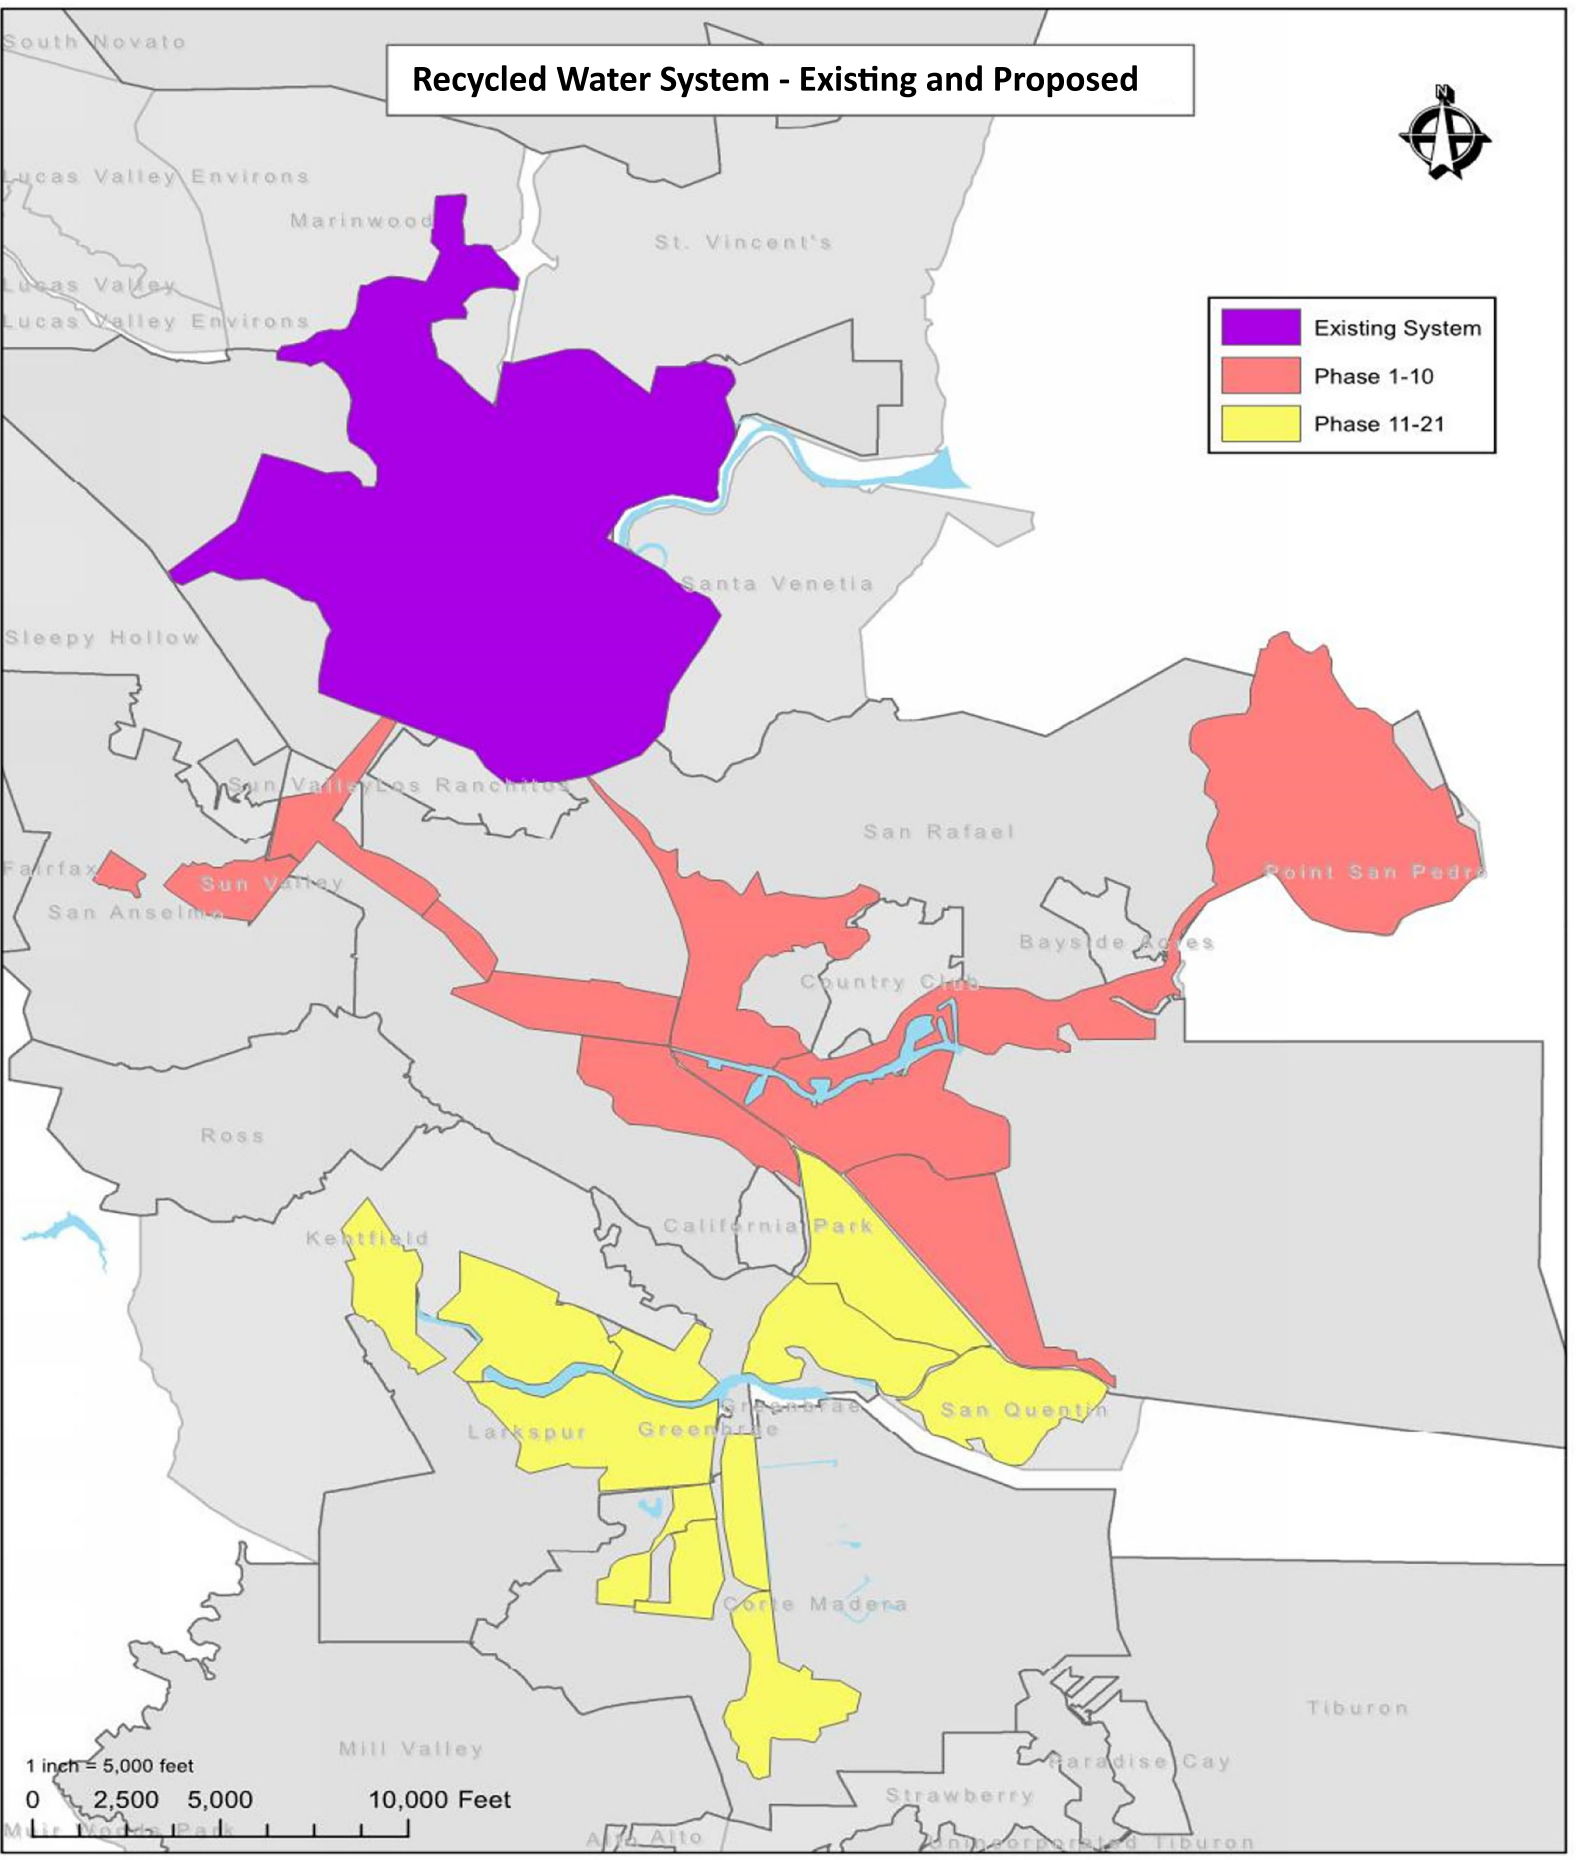 South Novato
Recycled Water System - Existing and Proposed
N
Lucas Valley Environs
Marinwood
St. Vincent's
Lucas Valley
Lucas Valley Environs
Existing System
Phase 1-10
Phase 11-21
Santa Venetia
Sleepy Hollow
Sun Valley
Los Ranchitos
San Rafael
Fairfax
Sun Valley
Point San Pedro
San Anselmo
Bayside Acres
Country Club
Ross
California Park
Kentfield
Greenbrae
San Quentin
Larkspur
Greenbrae
Corte Madera
Tiburon
Mill Valley
Paradise Cay
1 inch = 5,000 feet
Strawberry
0 2,500 5,000 10,000 Feet
Muir Woods Park
Alto Alto
Unincorporated Tiburon